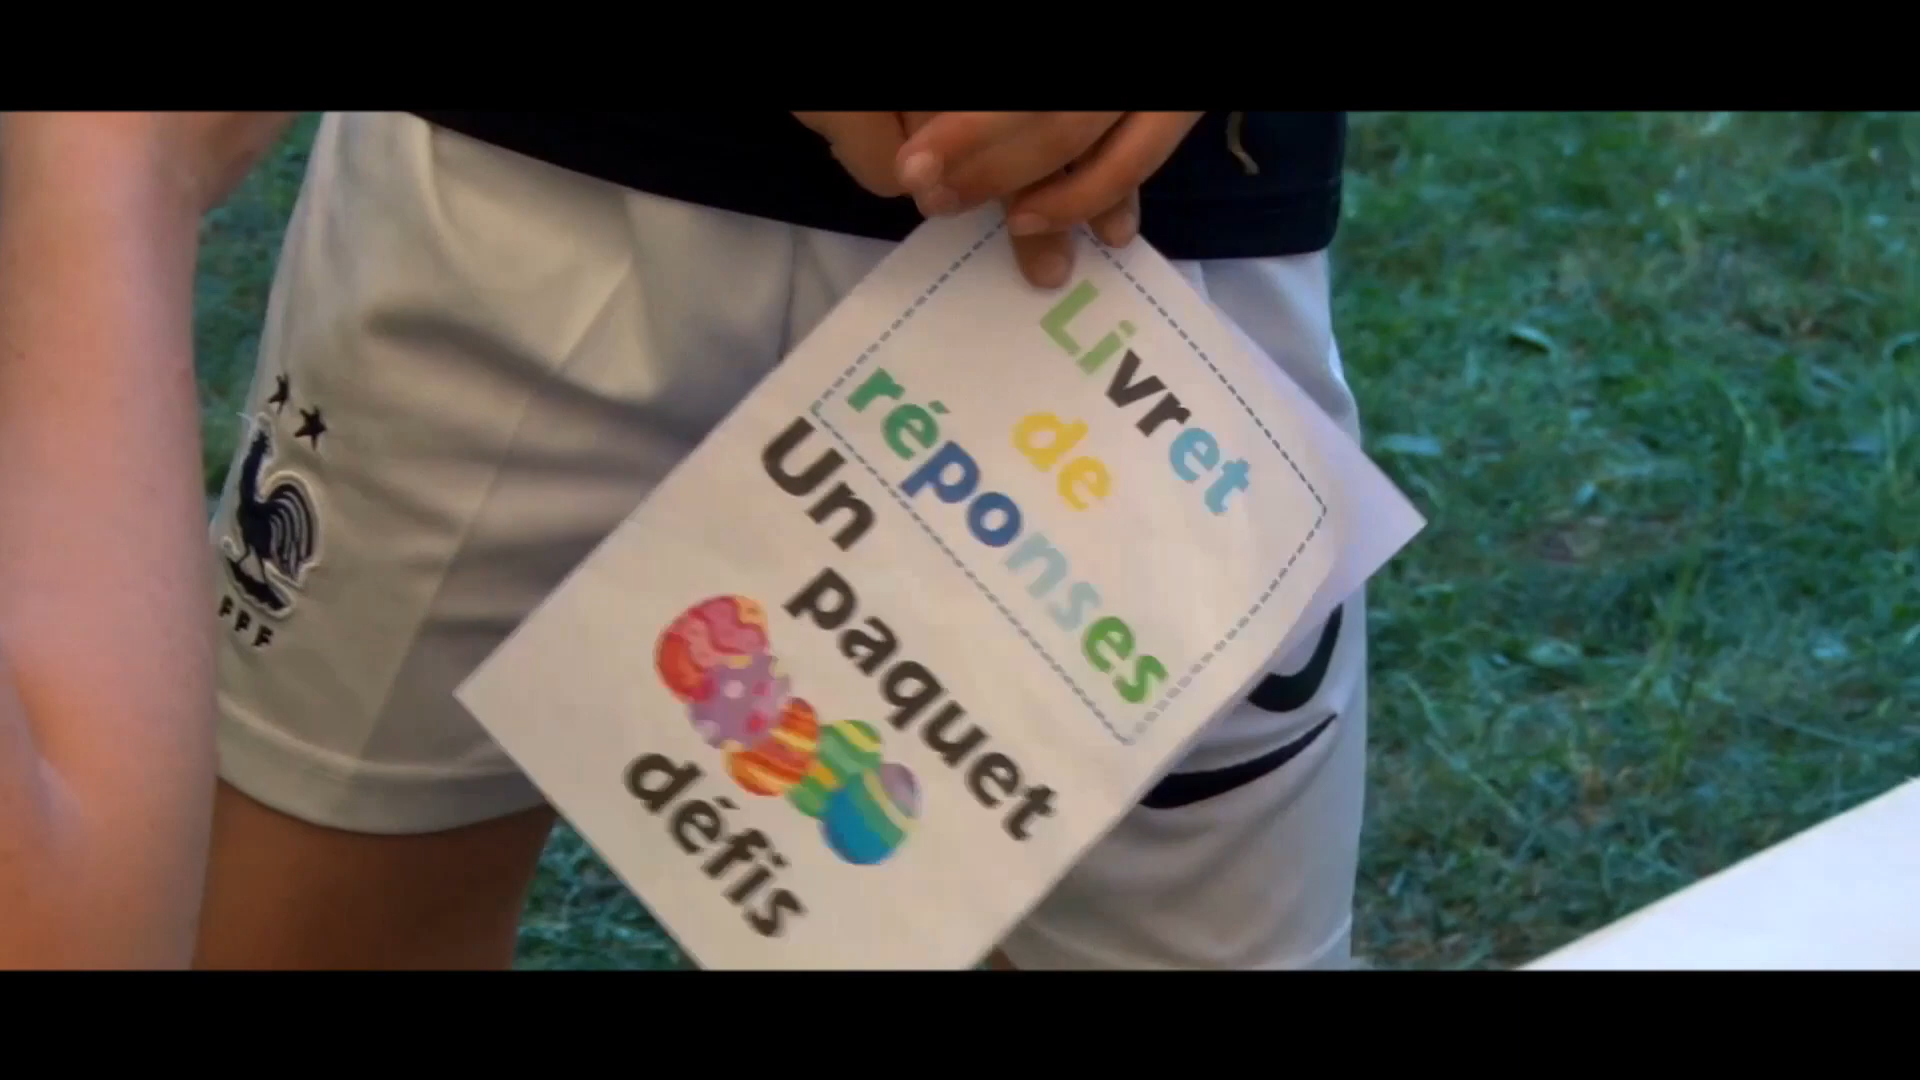 Livret
de
réponses
Un
paquet
défis
FFF